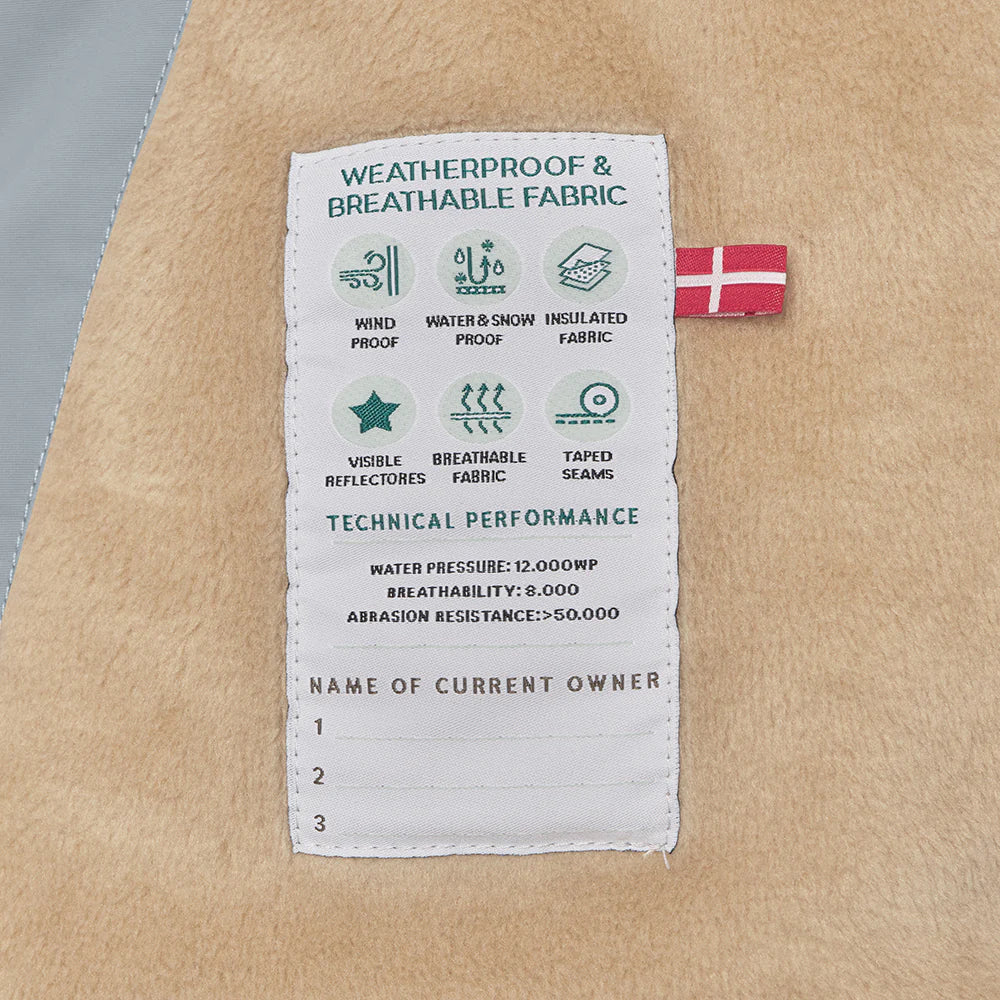 WEATHERPROOF &
BREATHABLE FABRIC
WIND
PROOF
WATER & SNOW
PROOF
INSULATED
FABRIC
VISIBLE
REFLECTORES
BREATHABLE
FABRIC
TAPED
SEAMS
TECHNICAL PERFORMANCE
WATER PRESSURE: 12.000WP
BREATHABILITY: 8.000
ABRASION RESISTANCE:>50.000
NAME OF CURRENT OWNER
1
2
3